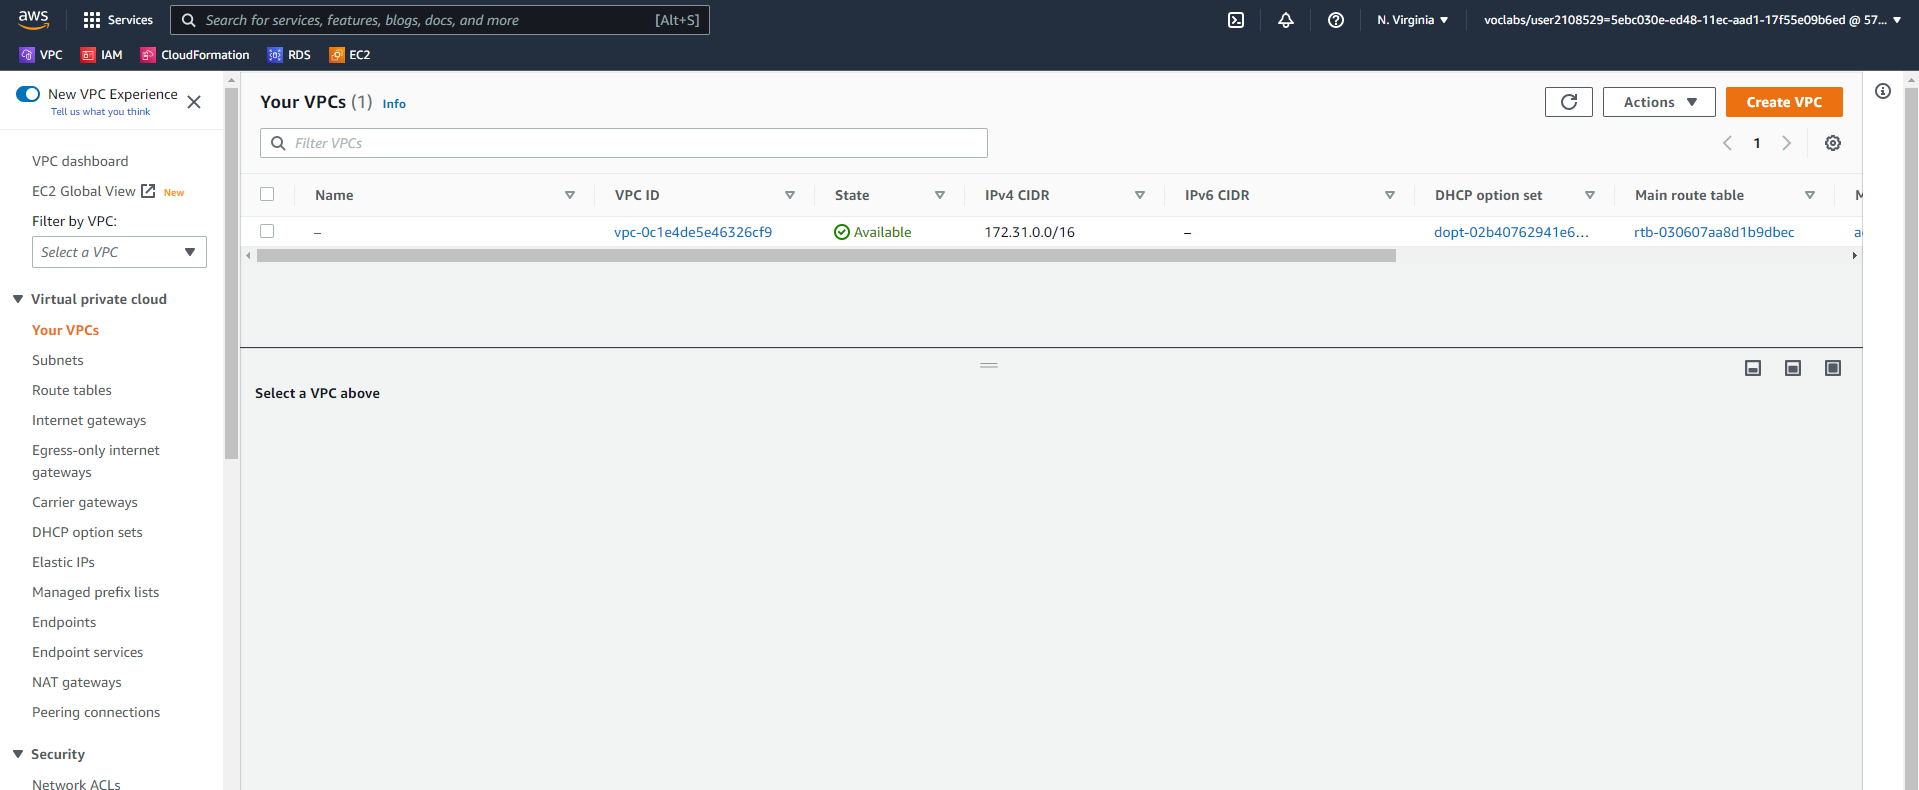 aws
Services
Search for services, features, blogs, docs, and more [Alt+S]
N. Virginia
voclabs/user2108529=5ebc030e-ed48-11ec-aad1-17f55e09b6ed @ 57...
VPC IAM CloudFormation RDS EC2
New VPC Experience
Tell us what you think
VPC dashboard
EC2 Global View New
Filter by VPC:
Select a VPC
Virtual private cloud
Your VPCs
Subnets
Route tables
Internet gateways
Egress-only internet
gateways
Carrier gateways
DHCP option sets
Elastic IPs
Managed prefix lists
Endpoints
Endpoint services
NAT gateways
Peering connections
Security
Network ACLs
Your VPCs (1) Info
Actions
Create VPC
Filter VPCs
1
Name VPC ID State IPv4 CIDR IPv6 CIDR DHCP option set Main route table
– vpc-0c1e4de5e46326cf9 Available 172.31.0.0/16 – dopt-02b40762941e6... rtb-030607aa8d1b9dbec
Select a VPC above